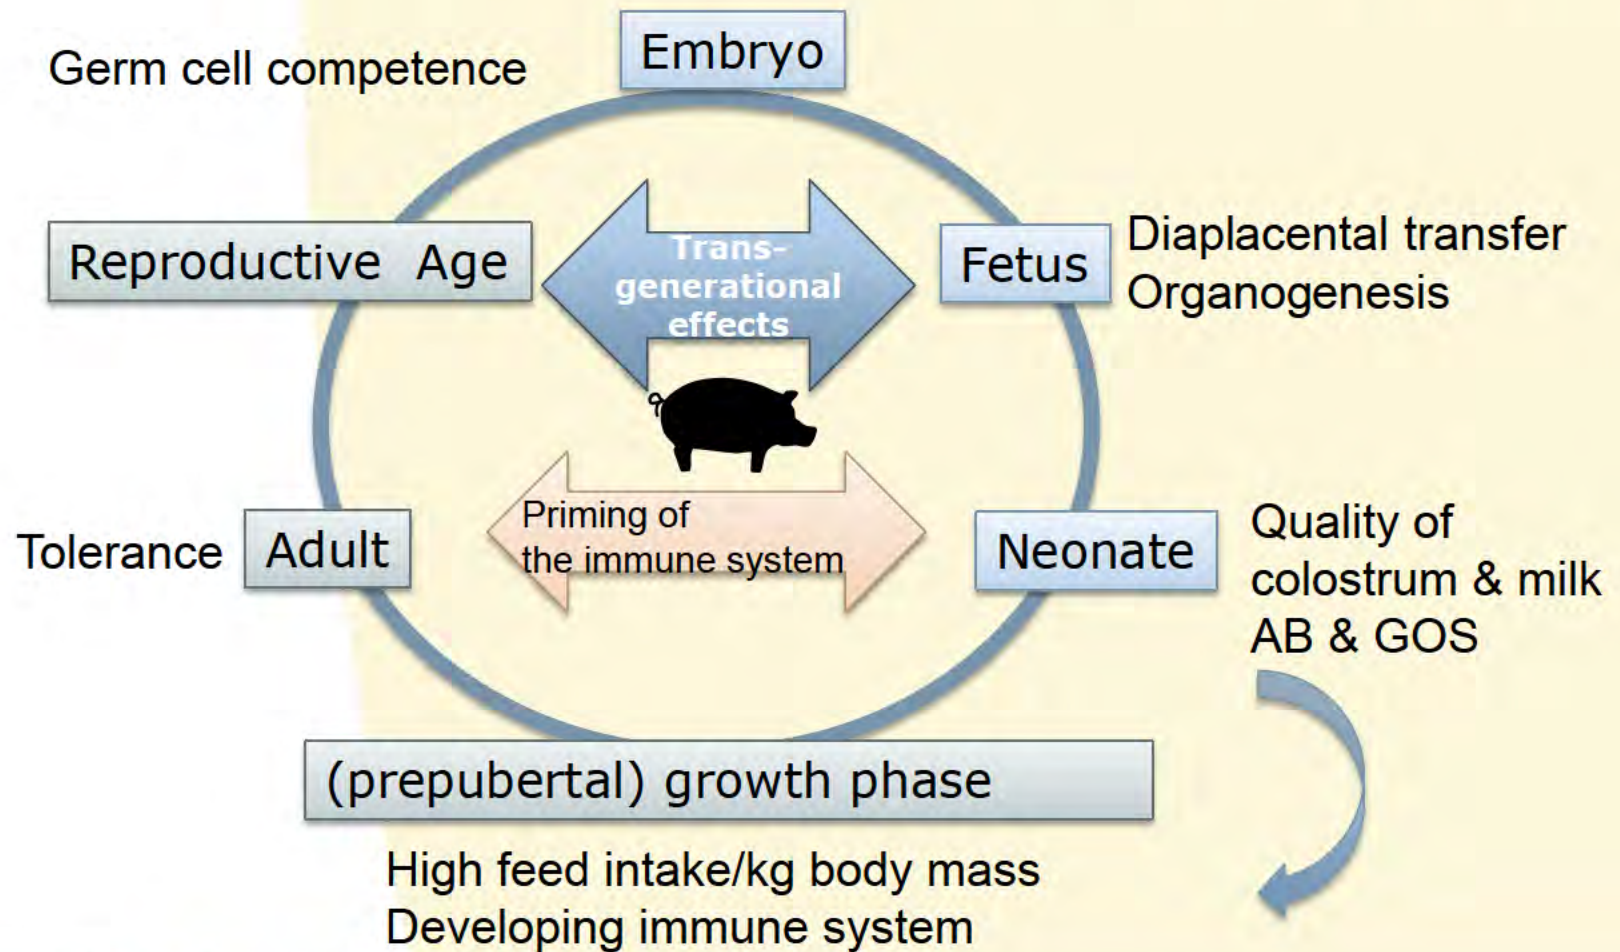 Embryo
Germ cell competence
Reproductive Age
Trans-
generational
effects
Fetus
Diaplacental transfer
Organogenesis
Tolerance
Adult
Priming of
the immune system
Neonate
Quality of
colostrum & milk
AB & GOS
(prepubertal) growth phase
High feed intake/kg body mass
Developing immune system